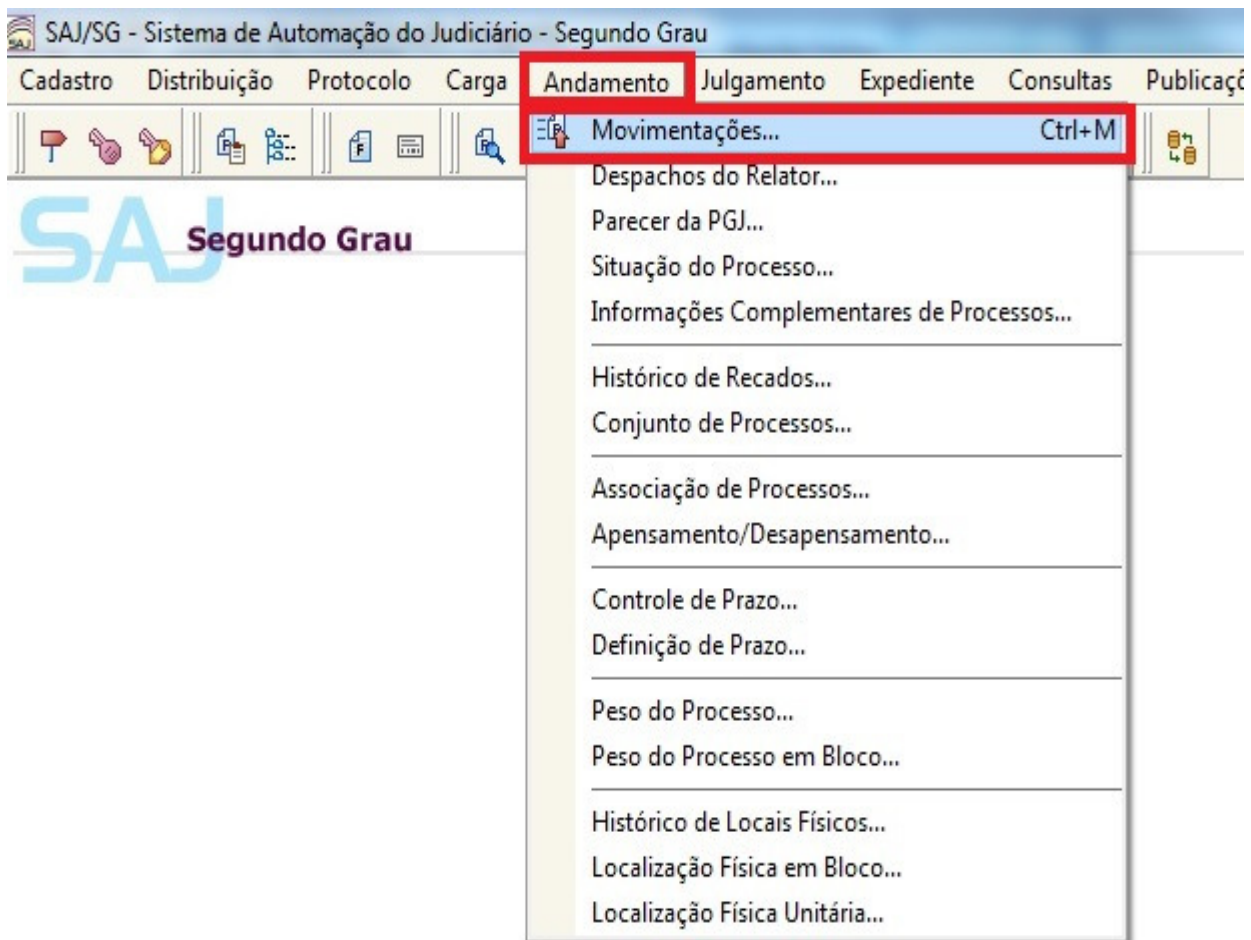 SAJ/SG - Sistema de Automação do Judiciário - Segundo Grau
Cadastro Distribuição Protocolo Carga Andamento Julgamento Expediente Consultas Publicaçõ
SAJ Segundo Grau
Movimentações... Ctrl+M
Despachos do Relator...
Parecer da PGJ...
Situação do Processo...
Informações Complementares de Processos...
Histórico de Recados...
Conjunto de Processos...
Associação de Processos...
Apensamento/Desapensamento...
Controle de Prazo...
Definição de Prazo...
Peso do Processo...
Peso do Processo em Bloco...
Histórico de Locais Físicos...
Localização Física em Bloco...
Localização Física Unitária...